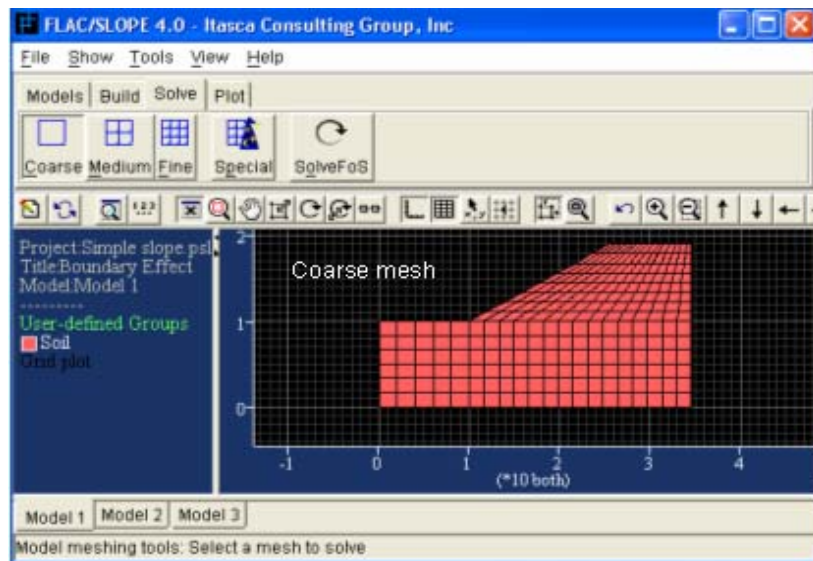 FLAC/SLOPE 4.0 - Itasca Consulting Group, Inc
File Show Tools View Help
Models Build Solve Plot
Coarse Medium Fine Special SolveFoS
1 2 3
Project:Simple slope.psl
Title:Boundary Effect
Model:Model 1
---------
User-defined Groups
Soil
Grid plot
Coarse mesh
2
1
0
-1 0 1 2 3 4
(*10 both)
Model 1 Model 2 Model 3
Model meshing tools: Select a mesh to solve